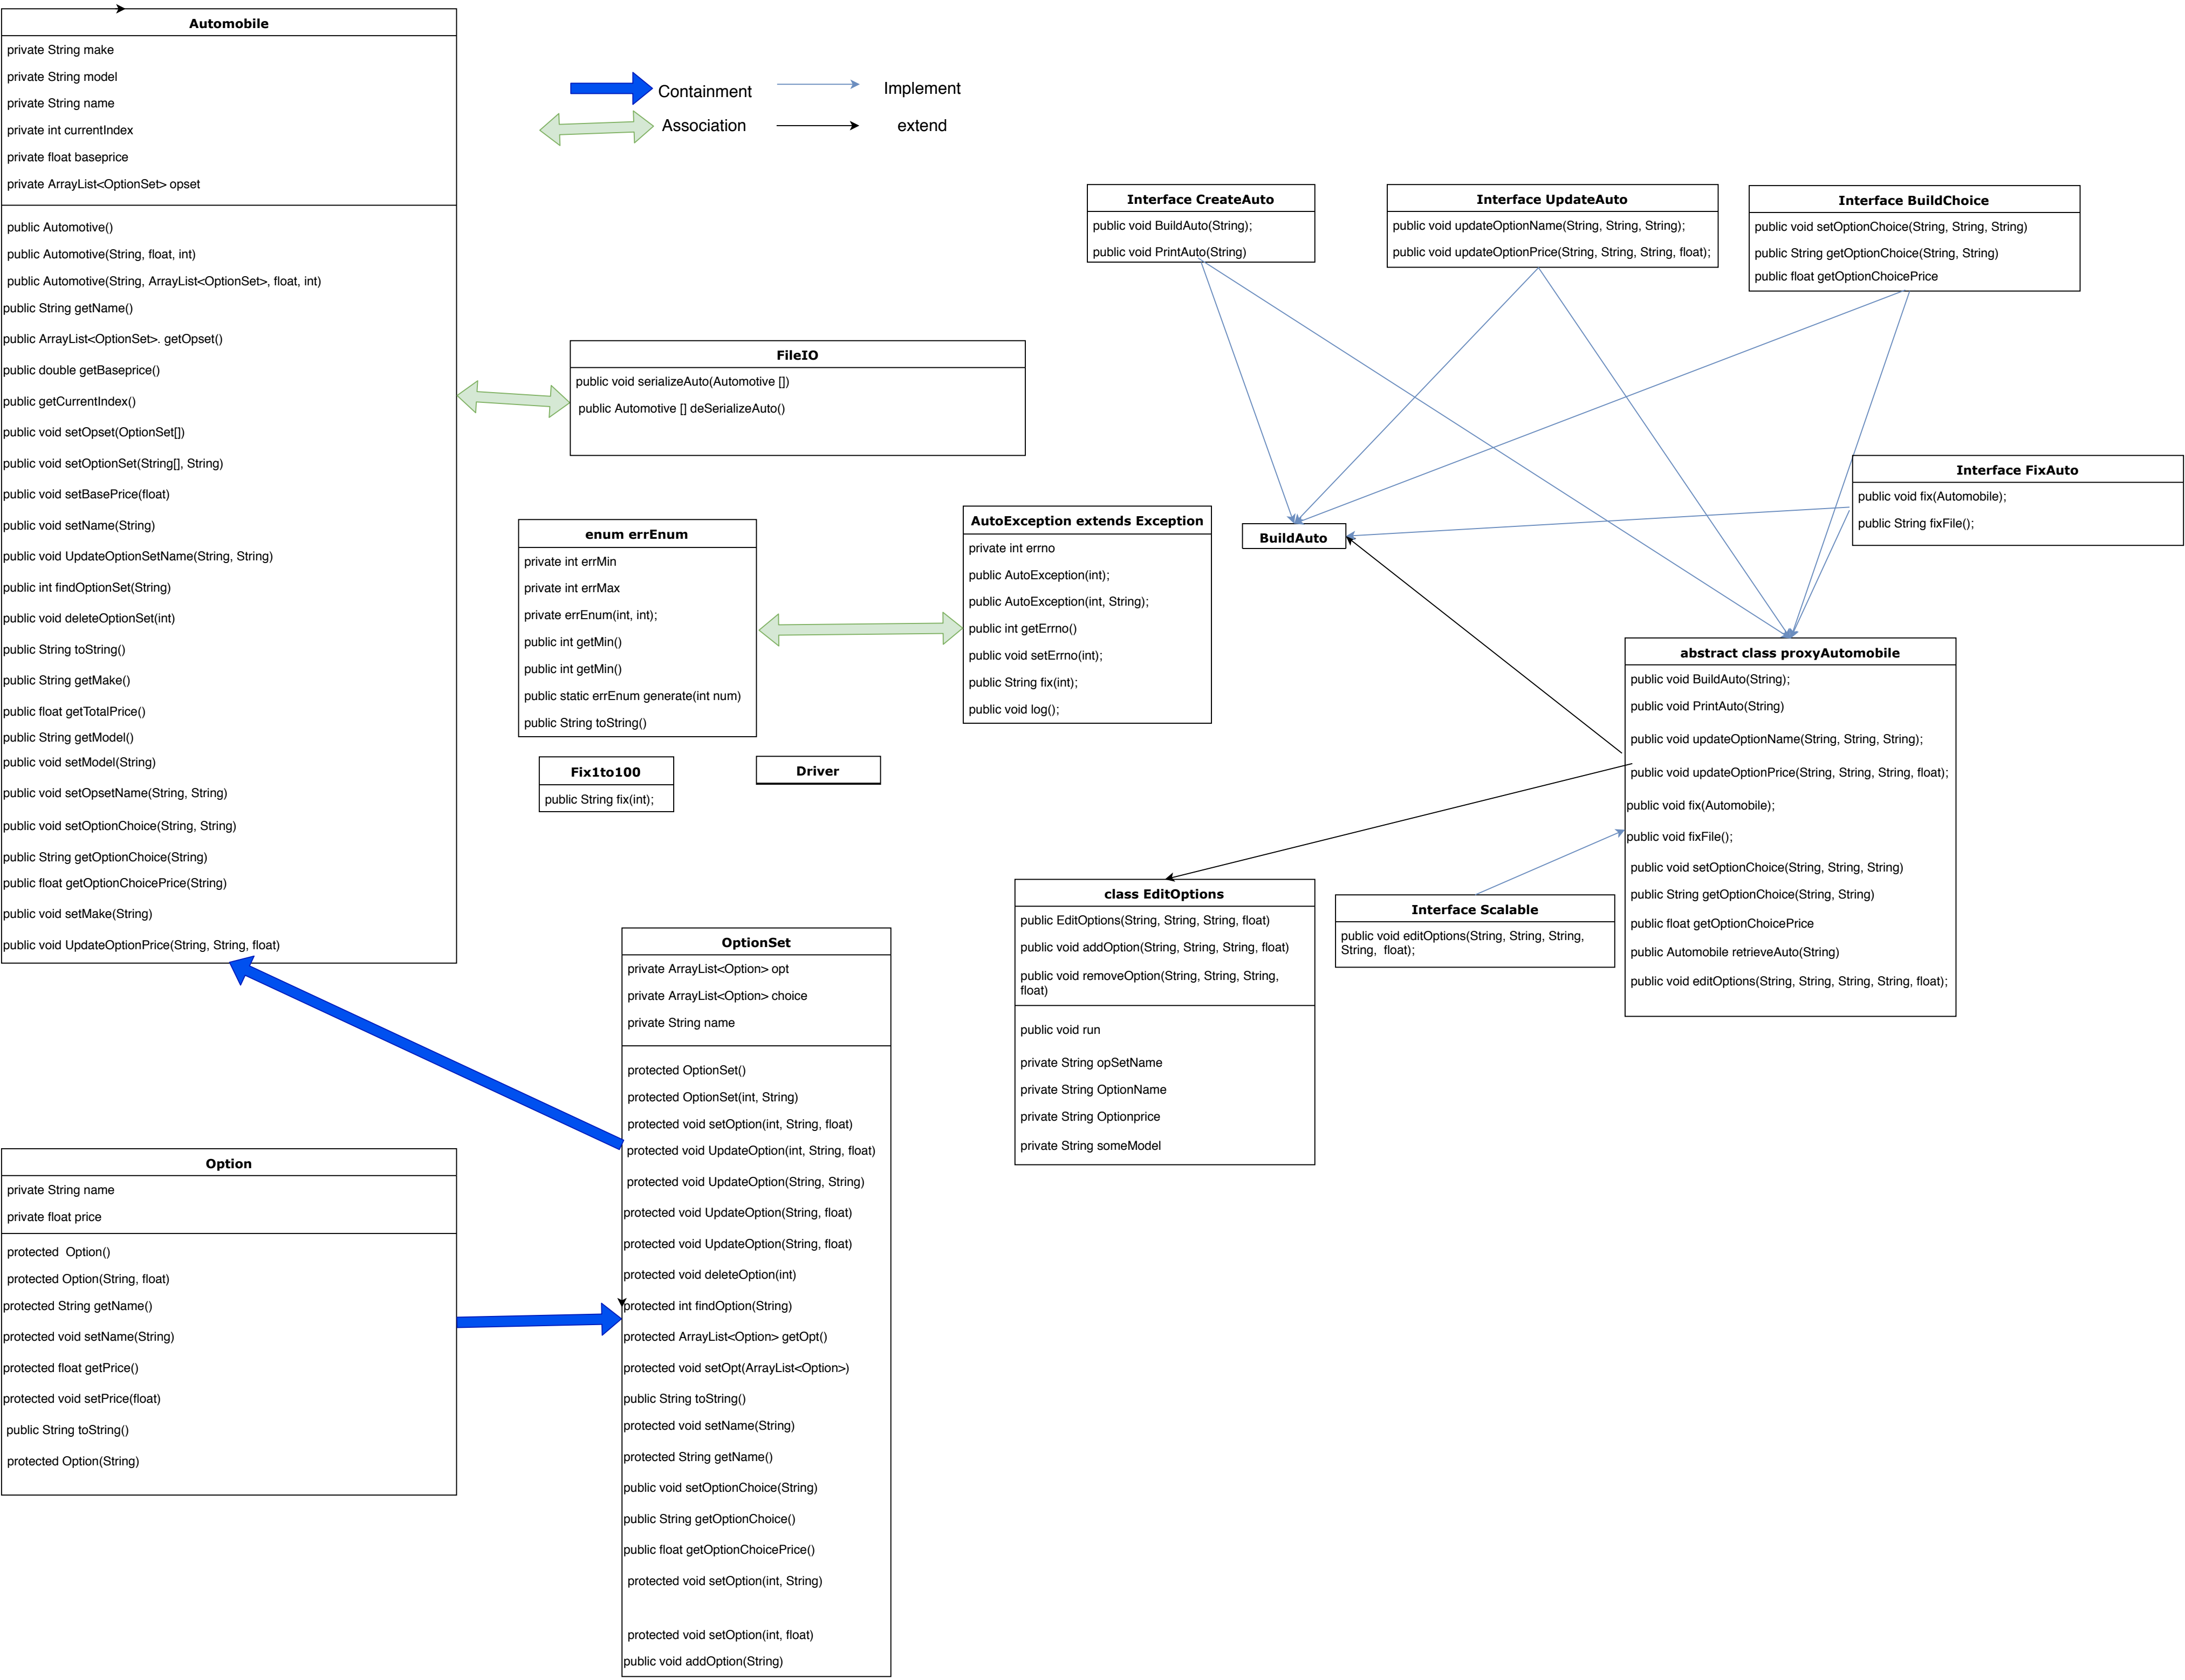 Automobile
private String make
private String model
private String name
private int currentIndex
private float baseprice
private ArrayList<OptionSet> opset
public Automotive()
public Automotive(String, float, int)
public Automotive(String, ArrayList<OptionSet>, float, int)
public String getName()
public ArrayList<OptionSet>. getOpset()
public double getBaseprice()
public getCurrentIndex()
public void setOpset(OptionSet[])
public void setOptionSet(String[], String)
public void setBasePrice(float)
public void setName(String)
public void UpdateOptionSetName(String, String)
public int findOptionSet(String)
public void deleteOptionSet(int)
public String toString()
public String getMake()
public float getTotalPrice()
public String getModel()
public void setModel(String)
public void setOpsetName(String, String)
public void setOptionChoice(String, String)
public String getOptionChoice(String)
public float getOptionChoicePrice(String)
public void setMake(String)
public void UpdateOptionPrice(String, String, float)
Containment
Implement
Association
extend
FileIO
public void serializeAuto(Automotive [])
public Automotive [] deSerializeAuto()
enum errEnum
private int errMin
private int errMax
private errEnum(int, int);
public int getMin()
public int getMin()
public static errEnum generate(int num)
public String toString()
AutoException extends Exception
private int errno
public AutoException(int);
public AutoException(int, String);
public int getErrno()
public void setErrno(int);
public String fix(int);
public void log();
Fix1to100
public String fix(int);
Driver
Interface CreateAuto
public void BuildAuto(String);
public void PrintAuto(String)
Interface UpdateAuto
public void updateOptionName(String, String, String);
public void updateOptionPrice(String, String, String, float);
Interface BuildChoice
public void setOptionChoice(String, String, String)
public String getOptionChoice(String, String)
public float getOptionChoicePrice
Interface FixAuto
public void fix(Automobile);
public String fixFile();
BuildAuto
abstract class proxyAutomobile
public void BuildAuto(String);
public void PrintAuto(String)
public void updateOptionName(String, String, String);
public void updateOptionPrice(String, String, String, float);
public void fix(Automobile);
public void fixFile();
public void setOptionChoice(String, String, String)
public String getOptionChoice(String, String)
public float getOptionChoicePrice
public Automobile retrieveAuto(String)
public void editOptions(String, String, String, String, float);
class EditOptions
public EditOptions(String, String, String, float)
public void addOption(String, String, String, float)
public void removeOption(String, String, String,
float)
public void run
private String opSetName
private String OptionName
private String Optionprice
private String someModel
Interface Scalable
public void editOptions(String, String, String,
String,  float);
OptionSet
private ArrayList<Option> opt
private ArrayList<Option> choice
private String name
protected OptionSet()
protected OptionSet(int, String)
protected void setOption(int, String, float)
protected void UpdateOption(int, String, float)
protected void UpdateOption(String, String)
protected void UpdateOption(String, float)
protected void UpdateOption(String, float)
protected void deleteOption(int)
protected int findOption(String)
protected ArrayList<Option> getOpt()
protected void setOpt(ArrayList<Option>)
public String toString()
protected void setName(String)
protected String getName()
public void setOptionChoice(String)
public String getOptionChoice()
public float getOptionChoicePrice()
protected void setOption(int, String)
protected void setOption(int, float)
public void addOption(String)
Option
private String name
private float price
protected  Option()
protected Option(String, float)
protected String getName()
protected void setName(String)
protected float getPrice()
protected void setPrice(float)
public String toString()
protected Option(String)